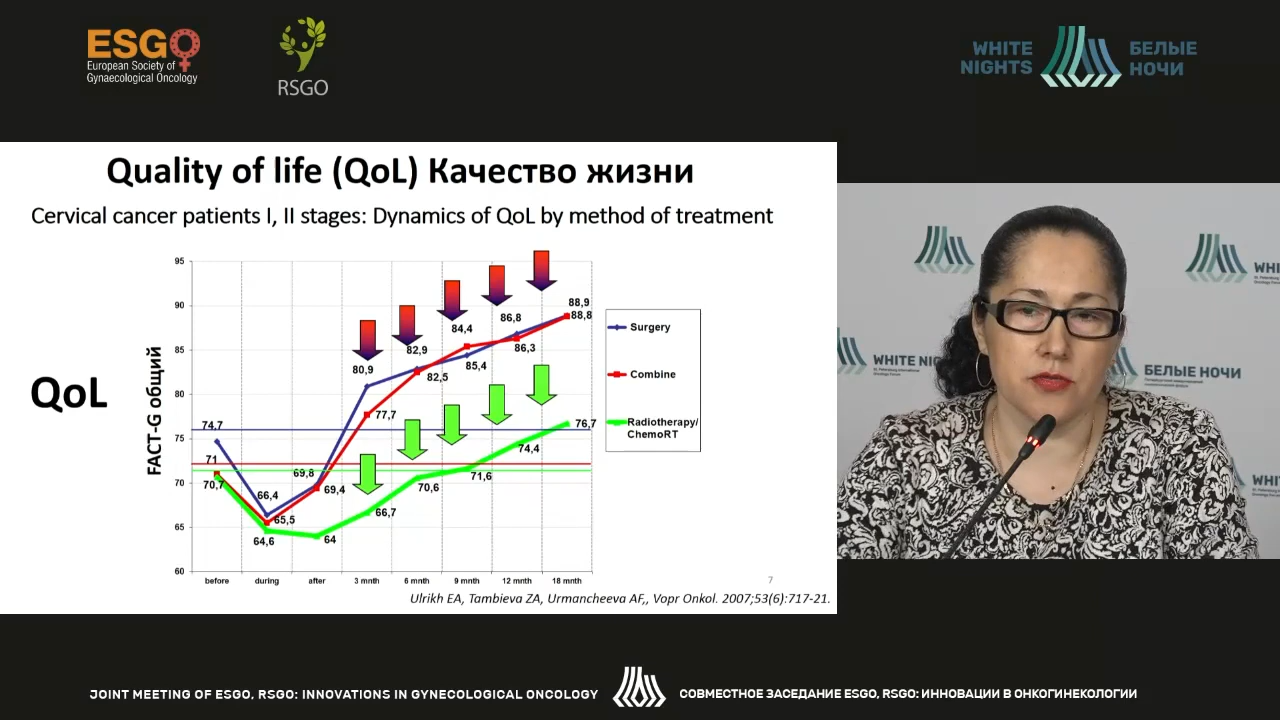 ESGO
European Society of
Gynaecological Oncology
RSGO
WHITE
NIGHTS
БЕЛЫЕ
НОЧИ
Quality of life (QoL) Качество жизни
Cervical cancer patients I, II stages: Dynamics of QoL by method of treatment
QoL
FACT-G общий
95
90
85
80
75
70
65
60
74,7
71
70,7
66,4
65,5
64,6
69,8
69,4
64
80,9
77,7
66,7
82,9
82,5
70,6
84,4
85,4
71,6
86,8
86,3
74,4
88,9
88,8
76,7
before
during
after
3 mnth
6 mnth
9 mnth
12 mnth
18 mnth
Surgery
Combine
Radiotherapy/
ChemoRT
7
Ulrikh EA, Tambieva ZA, Urmancheeva AF,, Vopr Onkol. 2007;53(6):717-21.
WHI
WHITE NIG
БЕЛЫЕ НОЧИ
WHITE
JOINT MEETING OF ESGO, RSGO: INNOVATIONS IN GYNECOLOGICAL ONCOLOGY
СОВМЕСТНОЕ ЗАСЕДАНИЕ ESGO, RSGO: ИННОВАЦИИ В ОНКОГИНЕКОЛОГИИ